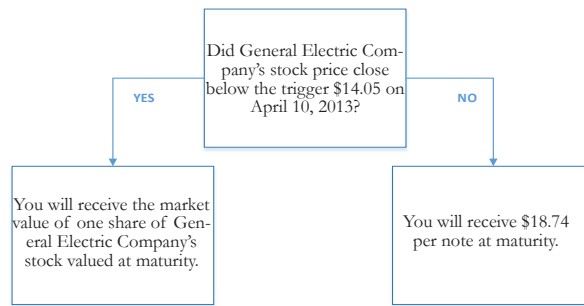 Did General Electric Com-
pany's stock price close
below the trigger $14.05 on
April 10, 2013?
YES
NO
You will receive the market
value of one share of Gen-
eral Electric Company's
stock valued at maturity.
You will receive $18.74
per note at maturity.